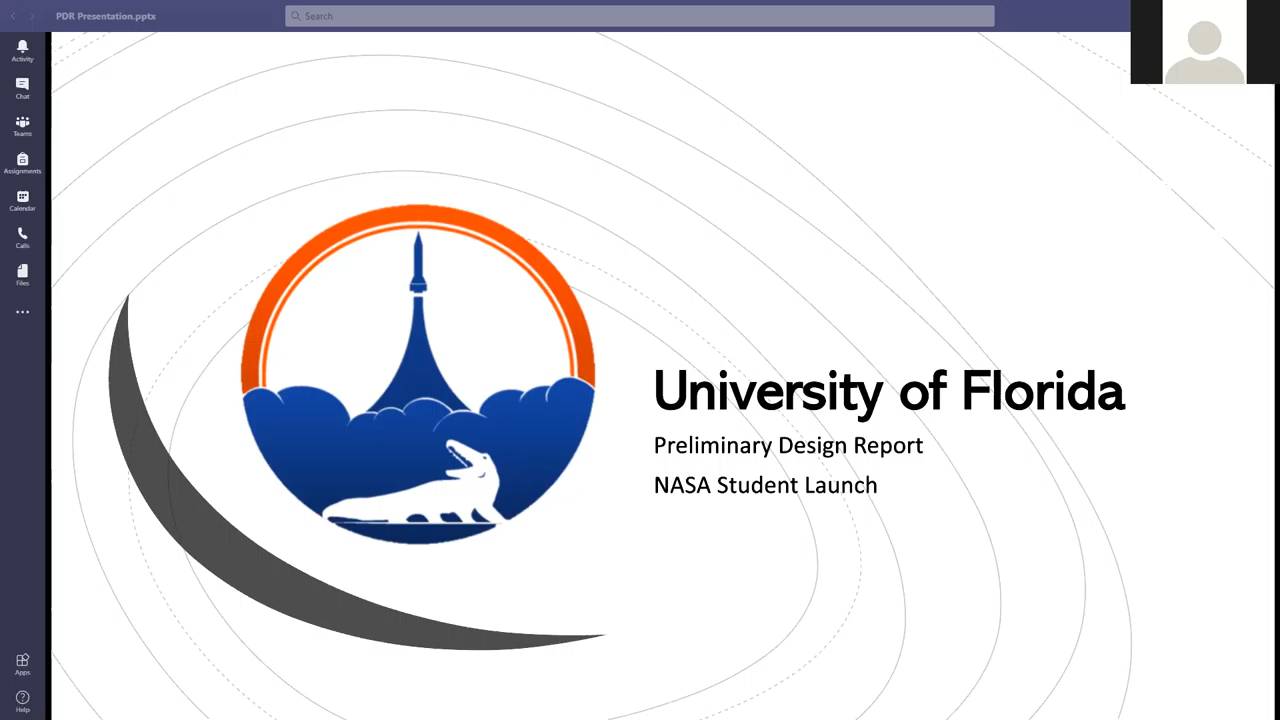 PDR Presentation.pptx
Search
Activity
Chat
Teams
Assignments
Calendar
Calls
Files
Apps
Help
University of Florida
Preliminary Design Report
NASA Student Launch